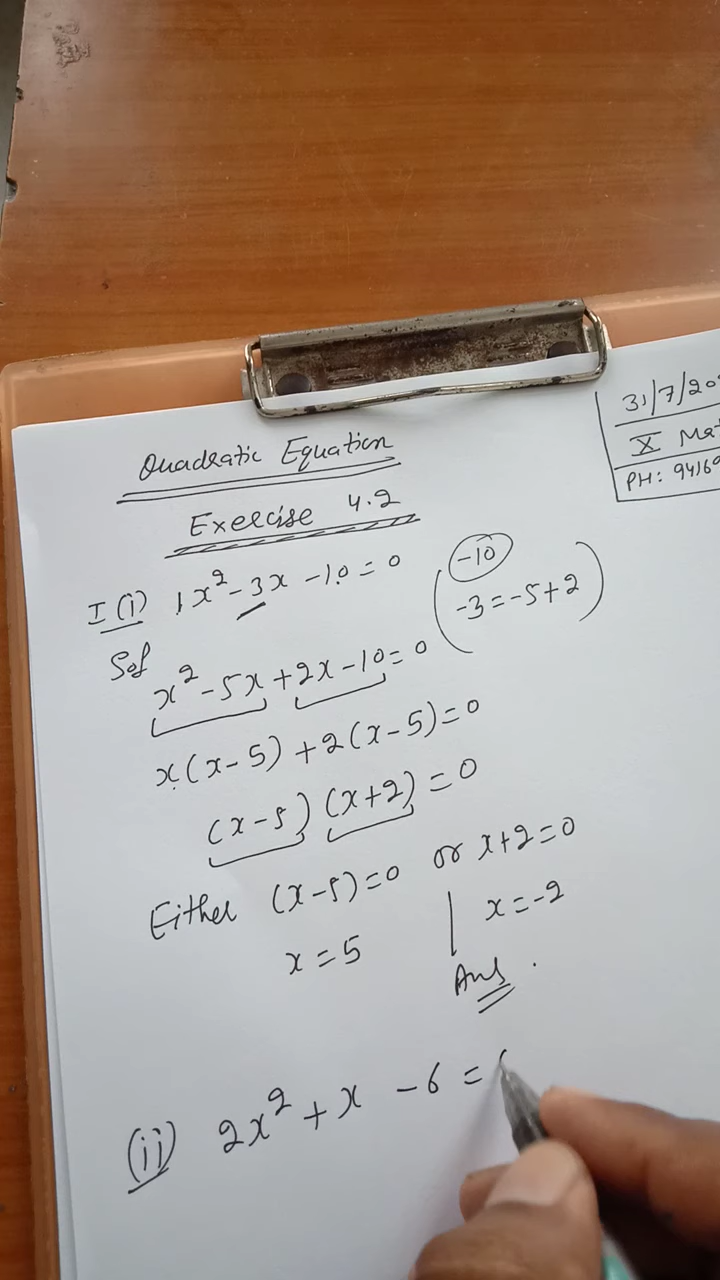 Quadratic Equation
Exercise 4.2
31/7/20
X Mat
PH: 9416
I (i) 1x² - 3x - 10 = 0
-10
-3 = -5+2
Sol
x² - 5x + 2x - 10 = 0
x(x-5) + 2(x-5) = 0
(x-5) (x+2) = 0
Either (x-5) = 0 or x+2 = 0
x = 5 | x = -2
Ans.
(ii) 2x² + x - 6 =